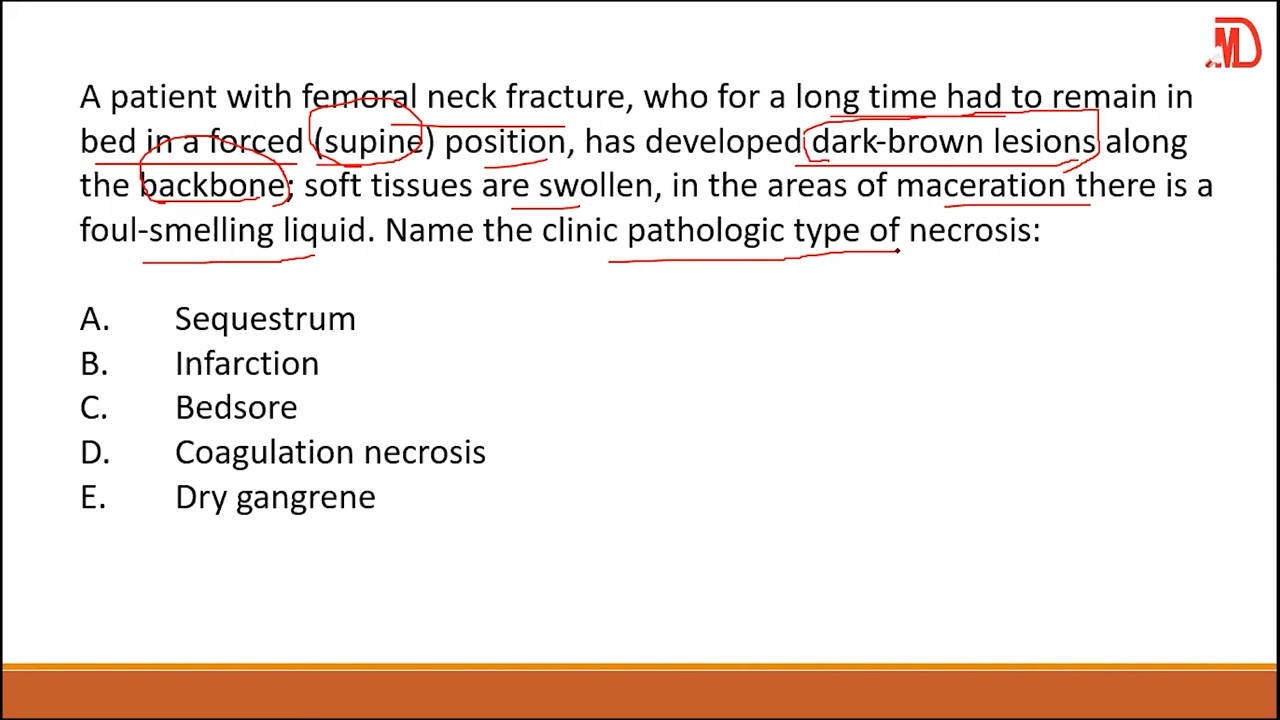 MD
A patient with femoral neck fracture, who for a long time had to remain in
bed in a forced (supine) position, has developed dark-brown lesions along
the backbone; soft tissues are swollen, in the areas of maceration there is a
foul-smelling liquid. Name the clinic pathologic type of necrosis:
A. Sequestrum
B. Infarction
C. Bedsore
D. Coagulation necrosis
E. Dry gangrene